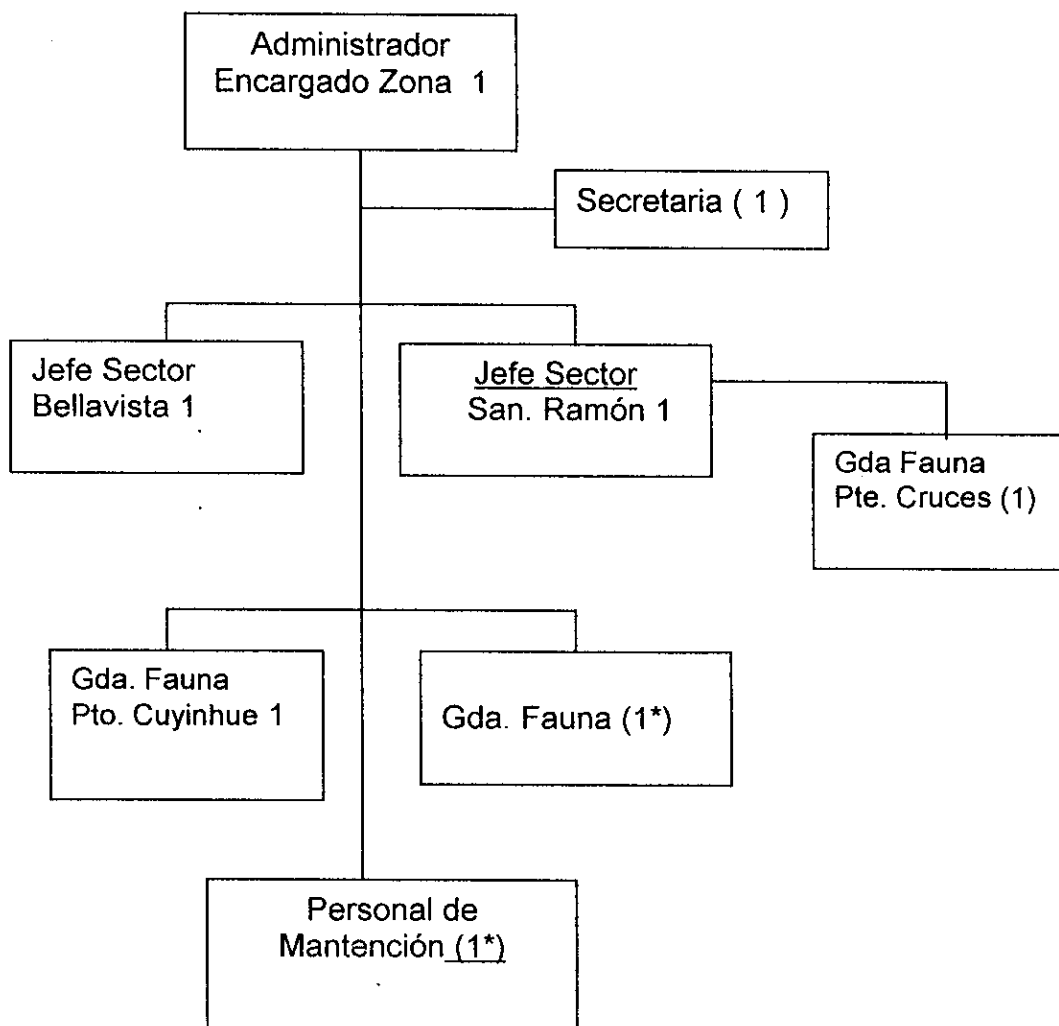 Administrador
Encargado Zona 1
Secretaria ( 1 )
Jefe Sector
Bellavista 1
Jefe Sector
San. Ramón 1
Gda Fauna
Pte. Cruces (1)
Gda. Fauna
Pto. Cuyinhue 1
Gda. Fauna (1*)
Personal de
Mantención (1*)